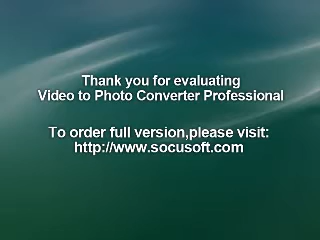 Thank you for evaluating
Video to Photo Converter Professional
To order full version,please visit:
http://www.socusoft.com